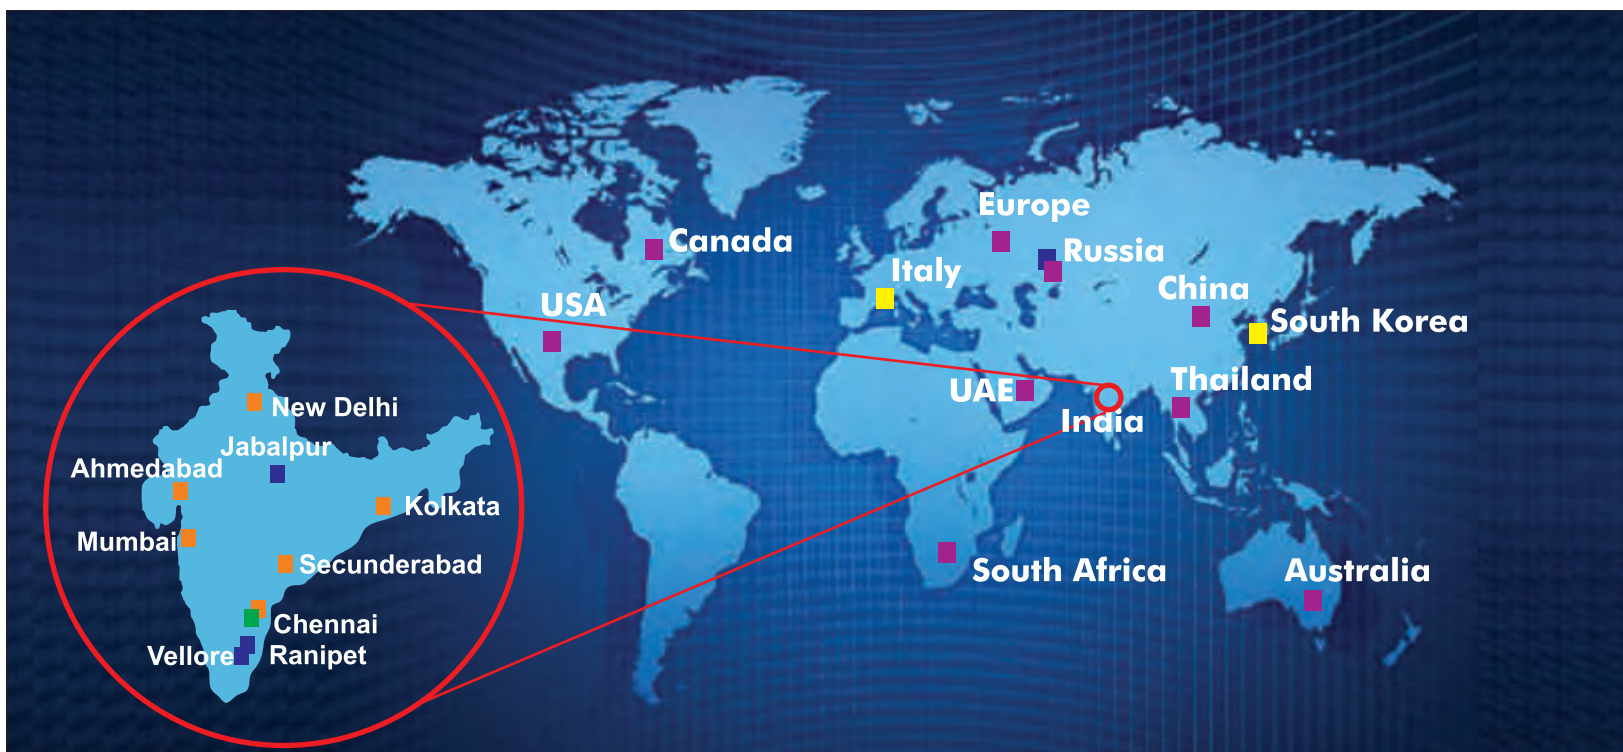 Europe
Canada
Russia
Italy
China
USA
South Korea
Thailand
UAE
India
South Africa
Australia
New Delhi
Jabalpur
Ahmedabad
Kolkata
Mumbai
Secunderabad
Chennai
Vellore
Ranipet